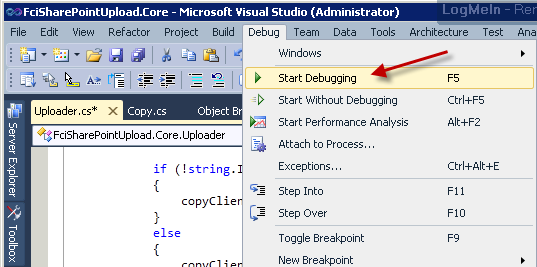 FciSharePointUpload.Core - Microsoft Visual Studio (Administrator)
LogMeIn - Ren
File Edit View Refactor Project Build Debug Team Data Tools Architecture Test Ana
Windows
Start Debugging F5
Start Without Debugging Ctrl+F5
Start Performance Analysis Alt+F2
Attach to Process...
Exceptions... Ctrl+Alt+E
Step Into F11
Step Over F10
Toggle Breakpoint F9
New Breakpoint
Uploader.cs* Copy.cs Object Br
FciSharePointUpload.Core.Uploader
Server Explorer
Toolbox
if (!string.I
{
copyClien
}
else
{
copyClien